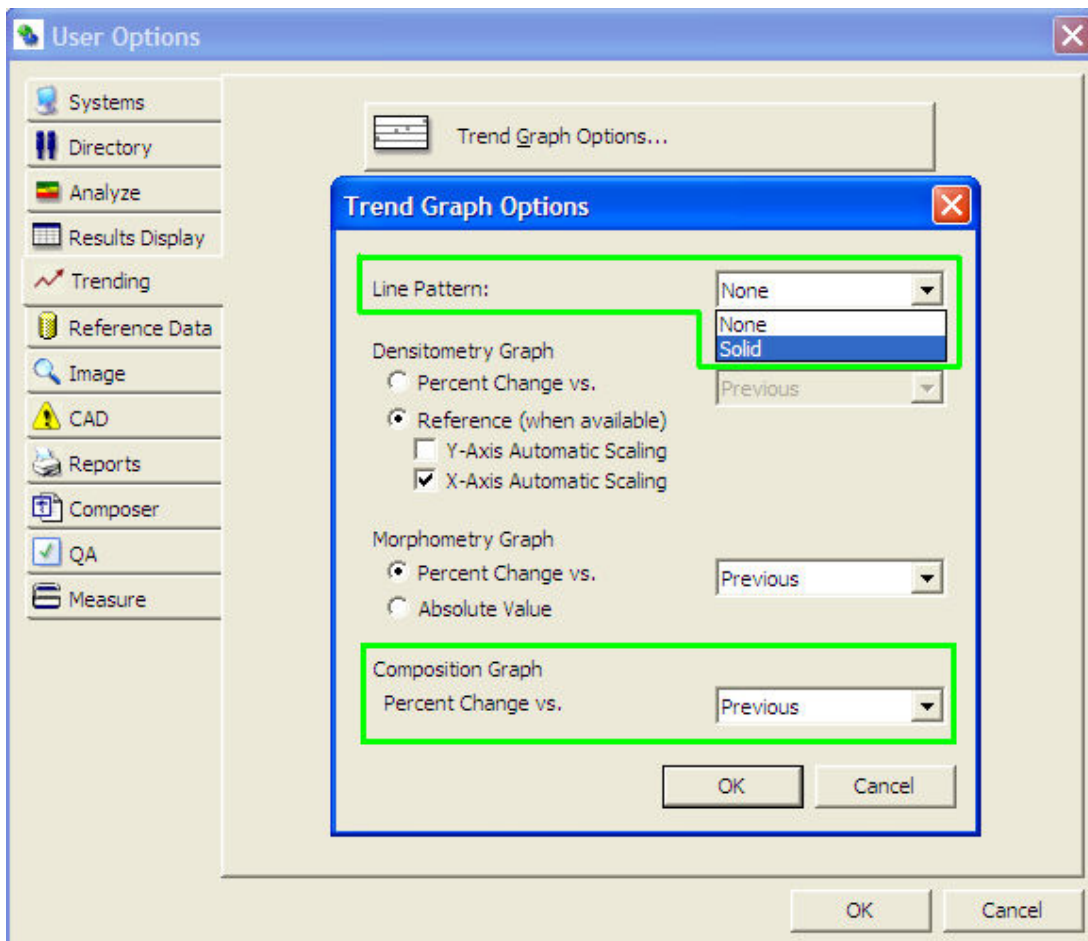 User Options
Systems
Directory
Analyze
Results Display
Trending
Reference Data
Image
CAD
Reports
Composer
QA
Measure
Trend Graph Options...
Trend Graph Options
Line Pattern:
None
None
Solid
Densitometry Graph
Percent Change vs.
Previous
Reference (when available)
Y-Axis Automatic Scaling
X-Axis Automatic Scaling
Morphometry Graph
Percent Change vs.
Previous
Absolute Value
Composition Graph
Percent Change vs.
Previous
OK
Cancel
OK
Cancel